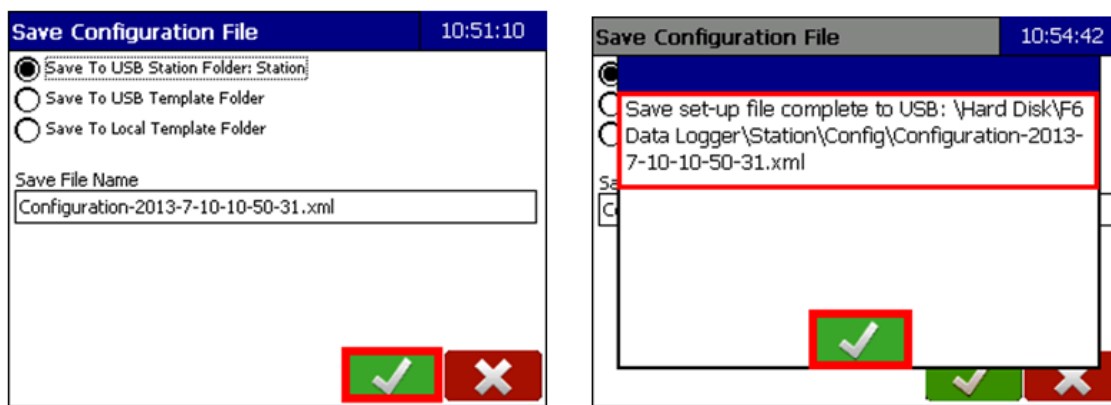 Save Configuration File 10:51:10
Save To USB Station Folder: Station
Save To USB Template Folder
Save To Local Template Folder
Save File Name
Configuration-2013-7-10-10-50-31.xml
Save Configuration File 10:54:42
Save set-up file complete to USB: \Hard Disk\F6
Data Logger\Station\Config\Configuration-2013-
7-10-10-50-31.xml
Sa
C